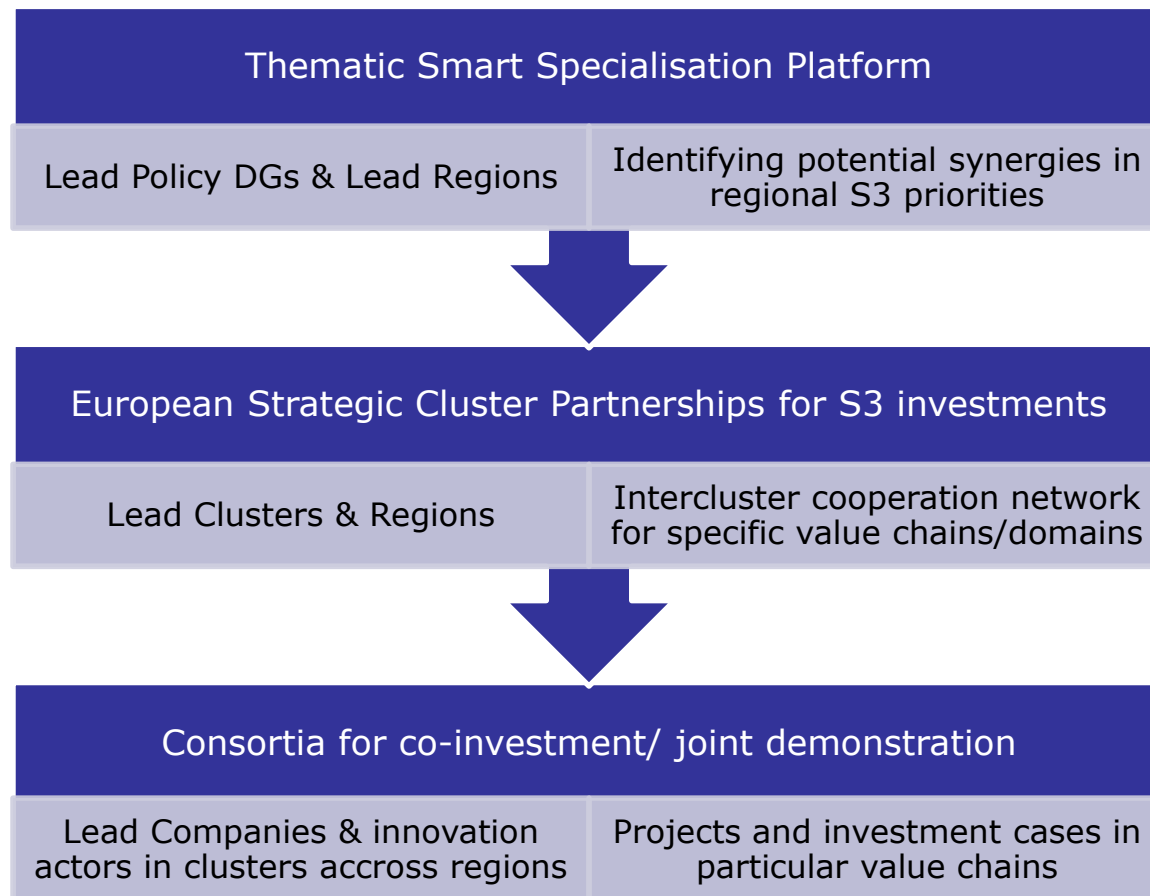 Thematic Smart Specialisation Platform
Lead Policy DGs & Lead Regions
Identifying potential synergies in
regional S3 priorities
European Strategic Cluster Partnerships for S3 investments
Lead Clusters & Regions
Intercluster cooperation network
for specific value chains/domains
Consortia for co-investment/ joint demonstration
Lead Companies & innovation
actors in clusters accross regions
Projects and investment cases in
particular value chains